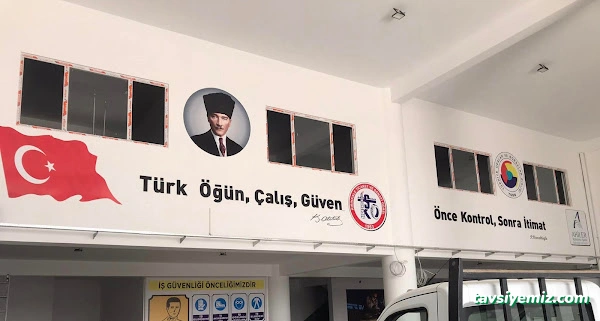 Türk Öğün, Çalış, Güven
Önce Kontrol, Sonra İtimat
İŞ GÜVENLİĞİ ÖNCELİĞİMİZDİR
tavsiyemiz.com